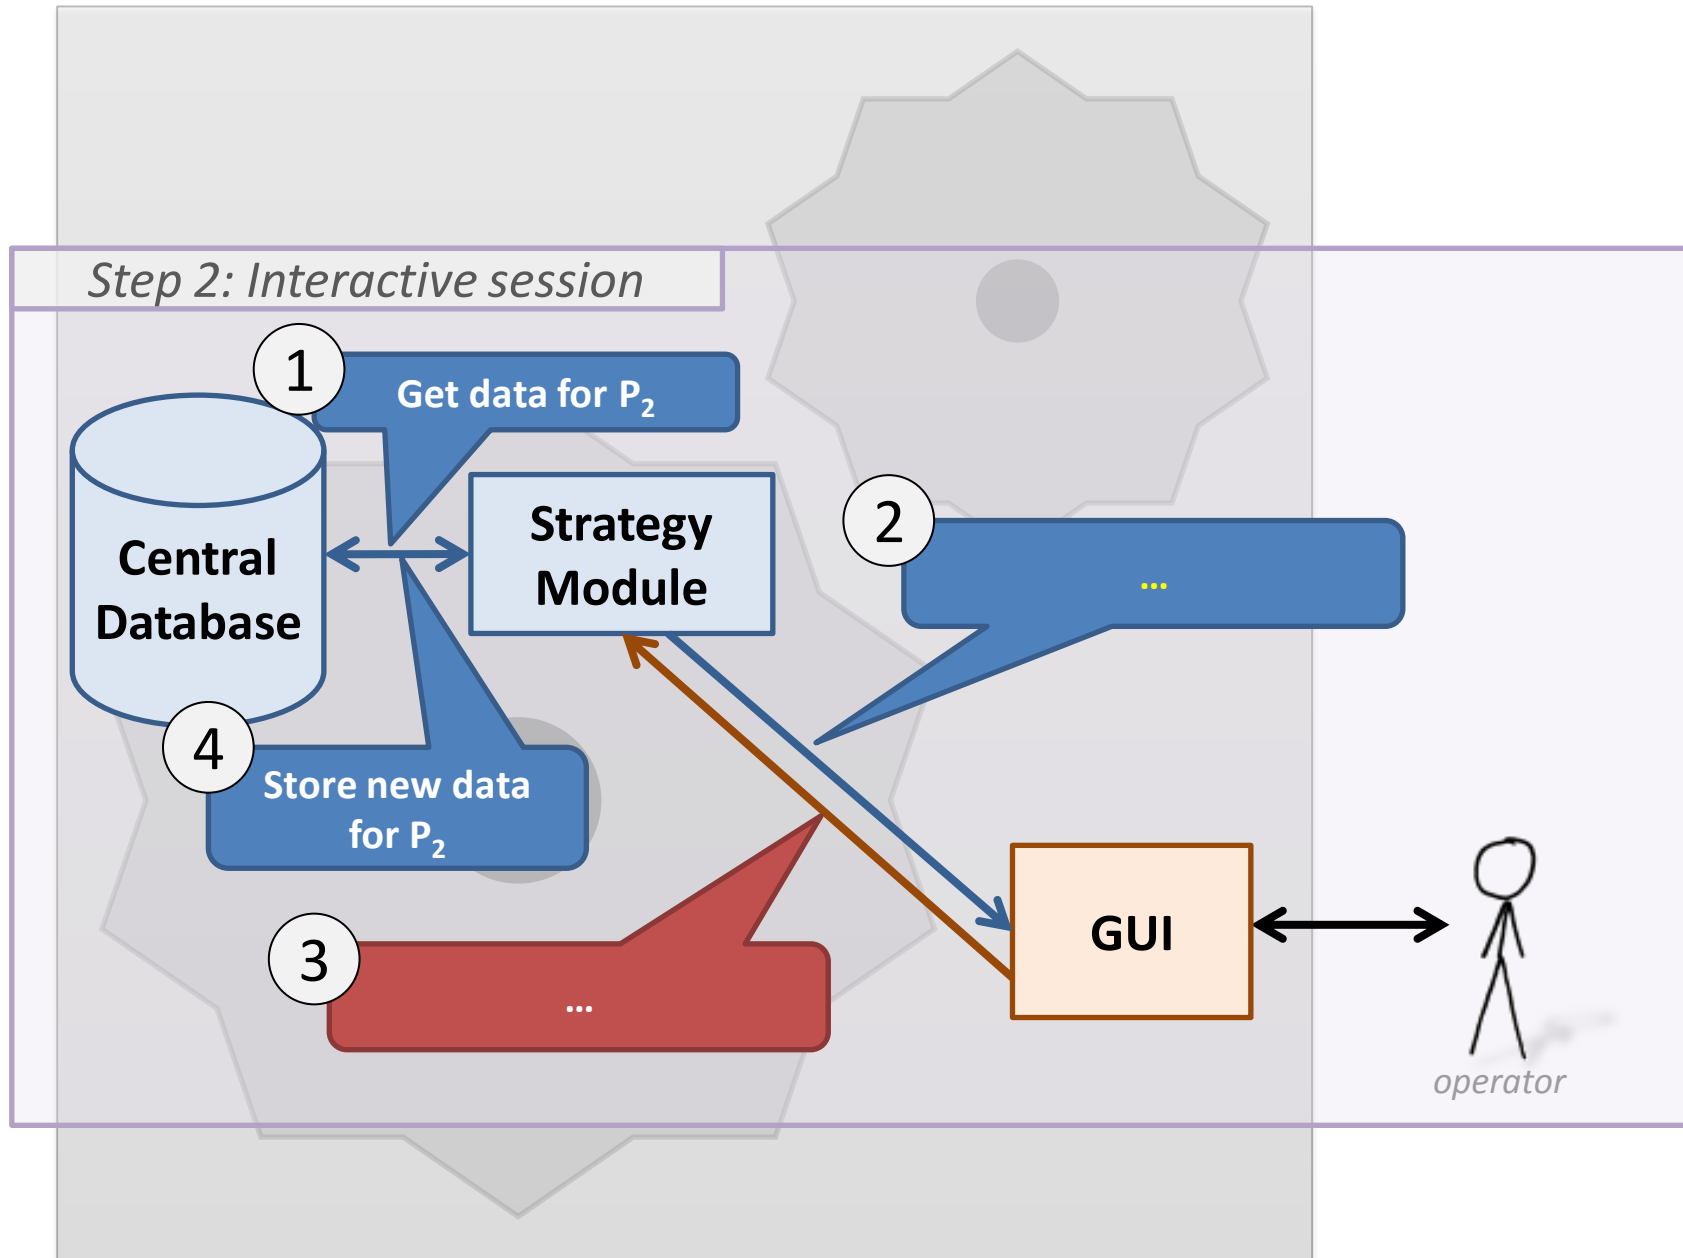 Step 2: Interactive session
1
Get data for P₂
Strategy
Module
2
...
Central
Database
4
Store new data
for P₂
3
...
GUI
operator